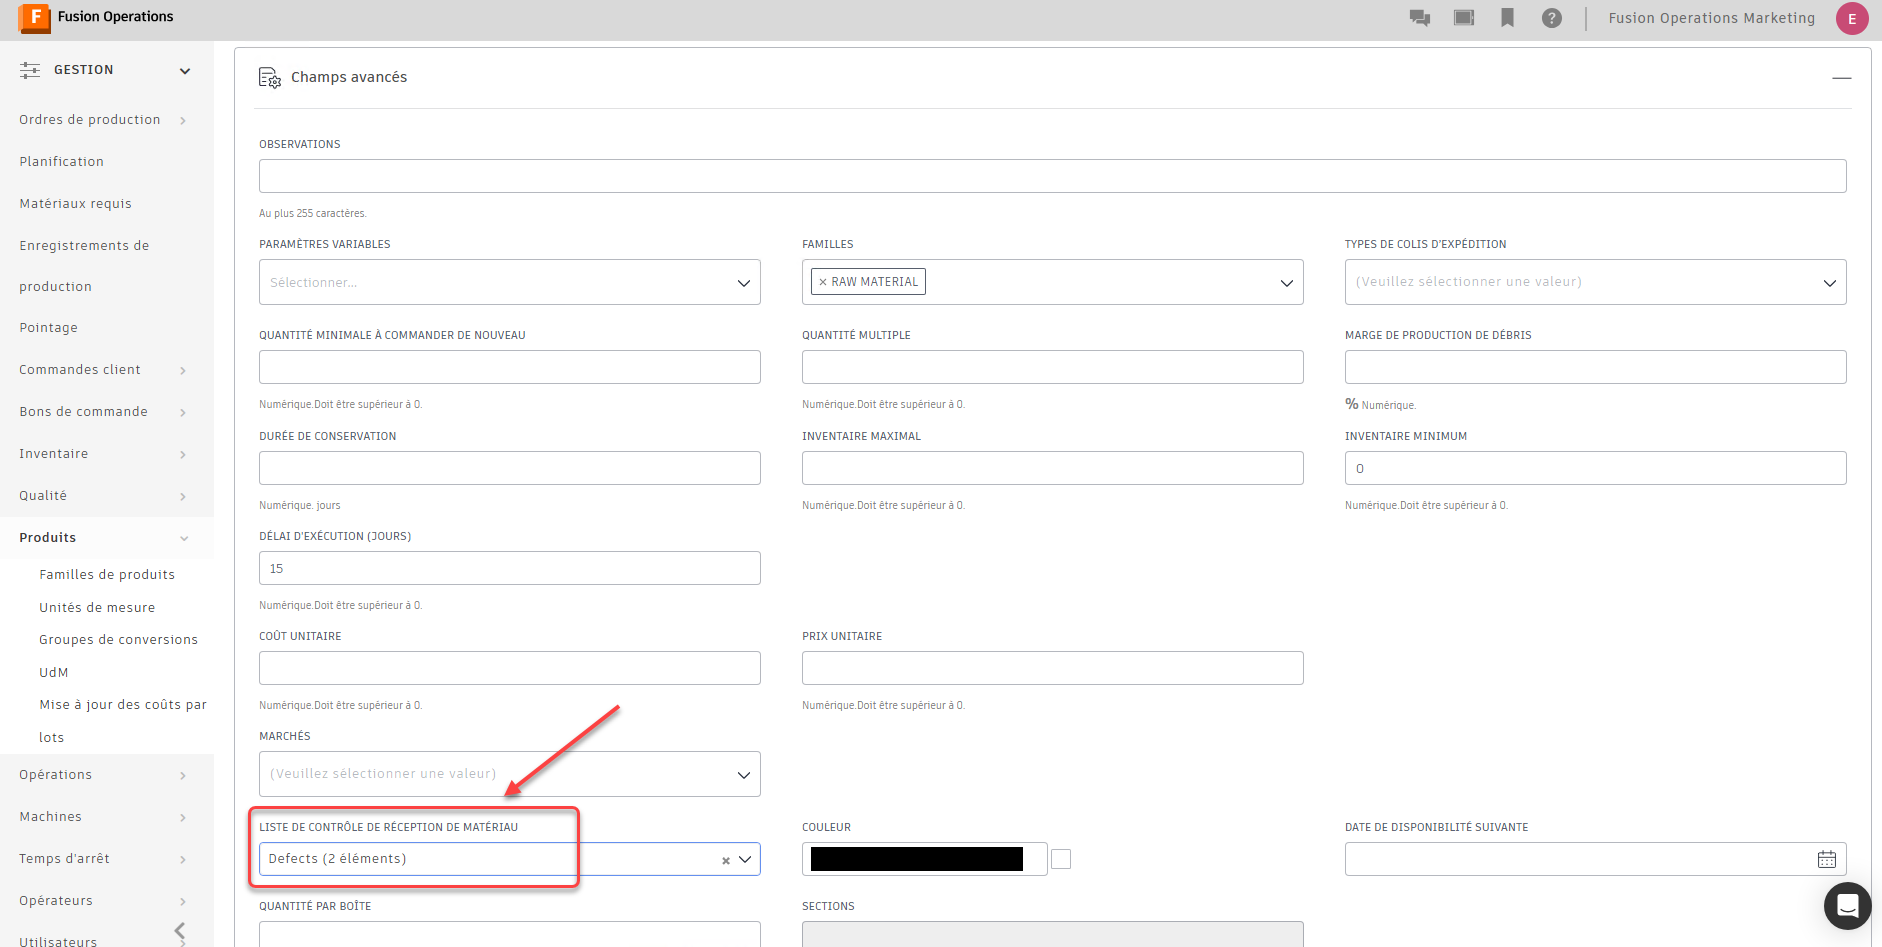 F Fusion Operations
Fusion Operations Marketing E
GESTION
Ordres de production
Planification
Matériaux requis
Enregistrements de
production
Pointage
Commandes client
Bons de commande
Inventaire
Qualité
Produits
Familles de produits
Unités de mesure
Groupes de conversions
UdM
Mise à jour des coûts par
lots
Opérations
Machines
Temps d'arrêt
Opérateurs
Utilisateurs
Champs avancés
OBSERVATIONS
Au plus 255 caractères.
PARAMÈTRES VARIABLES FAMILLES TYPES DE COLIS D'EXPÉDITION
Sélectionner... × RAW MATERIAL (Veuillez sélectionner une valeur)
QUANTITÉ MINIMALE À COMMANDER DE NOUVEAU QUANTITÉ MULTIPLE MARGE DE PRODUCTION DE DÉBRIS
Numérique.Doit être supérieur à 0. Numérique.Doit être supérieur à 0. % Numérique.
DURÉE DE CONSERVATION INVENTAIRE MAXIMAL INVENTAIRE MINIMUM
0
Numérique. jours Numérique.Doit être supérieur à 0. Numérique.Doit être supérieur à 0.
DÉLAI D'EXÉCUTION (JOURS)
15
Numérique.Doit être supérieur à 0.
COÛT UNITAIRE PRIX UNITAIRE
Numérique.Doit être supérieur à 0. Numérique.Doit être supérieur à 0.
MARCHÉS
(Veuillez sélectionner une valeur)
LISTE DE CONTRÔLE DE RÉCEPTION DE MATÉRIAU COULEUR DATE DE DISPONIBILITÉ SUIVANTE
Defects (2 éléments) ×
QUANTITÉ PAR BOÎTE SECTIONS